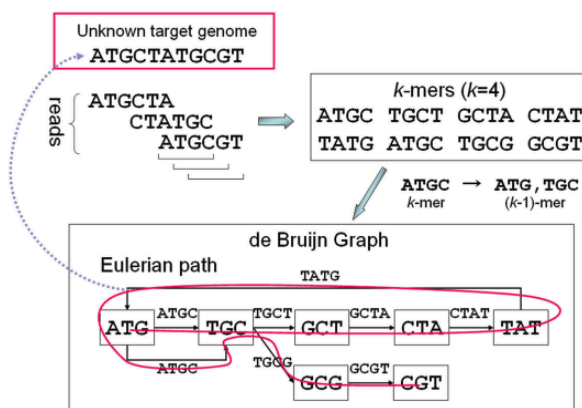 Unknown target genome
ATGCTATGCGT
reads
ATGCTA
CTATGC
ATGCGT
k-mers (k=4)
ATGC TGCT GCTA CTAT
TATG ATGC TGCG GCGT
ATGC → ATG,TGC
k-mer (k-1)-mer
de Bruijn Graph
Eulerian path
TATG
ATGC TGCT GCTA CTAT
ATG TGC GCT CTA TAT
ATGC TGCG GCGT
GCG CGT